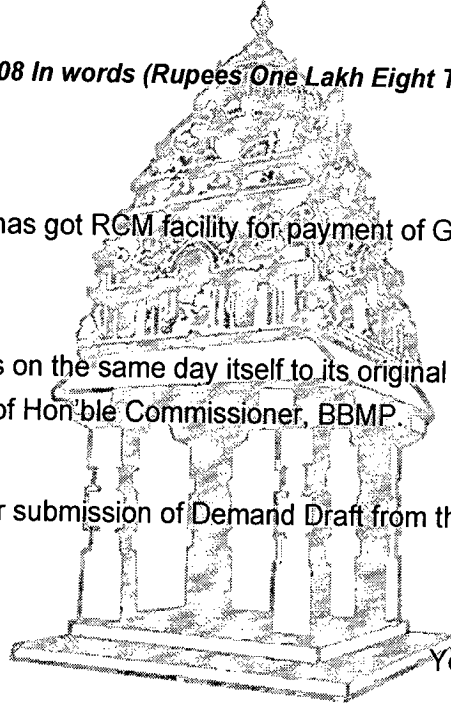 08 In words (Rupees One Lakh Eight T
has got RCM facility for payment of G
s on the same day itself to its original
of Hon'ble Commissioner, BBMP.
r submission of Demand Draft from th
Yo